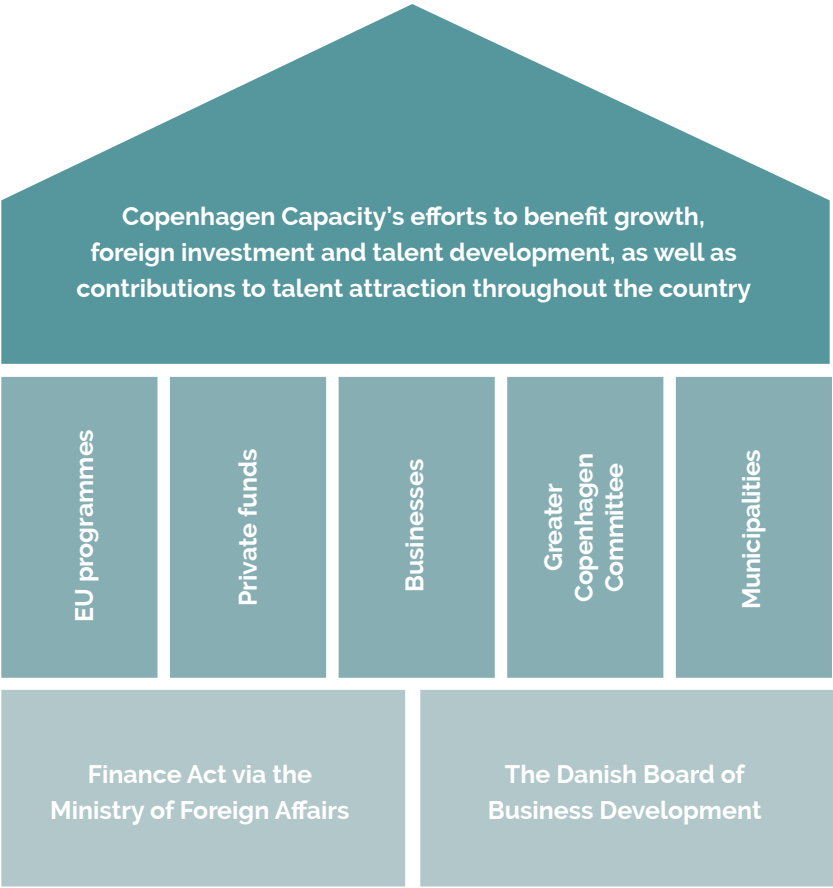 Copenhagen Capacity’s efforts to benefit growth,
foreign investment and talent development, as well as
contributions to talent attraction throughout the country
EU programmes
Private funds
Businesses
Greater
Copenhagen
Committee
Municipalities
Finance Act via the
Ministry of Foreign Affairs
The Danish Board of
Business Development